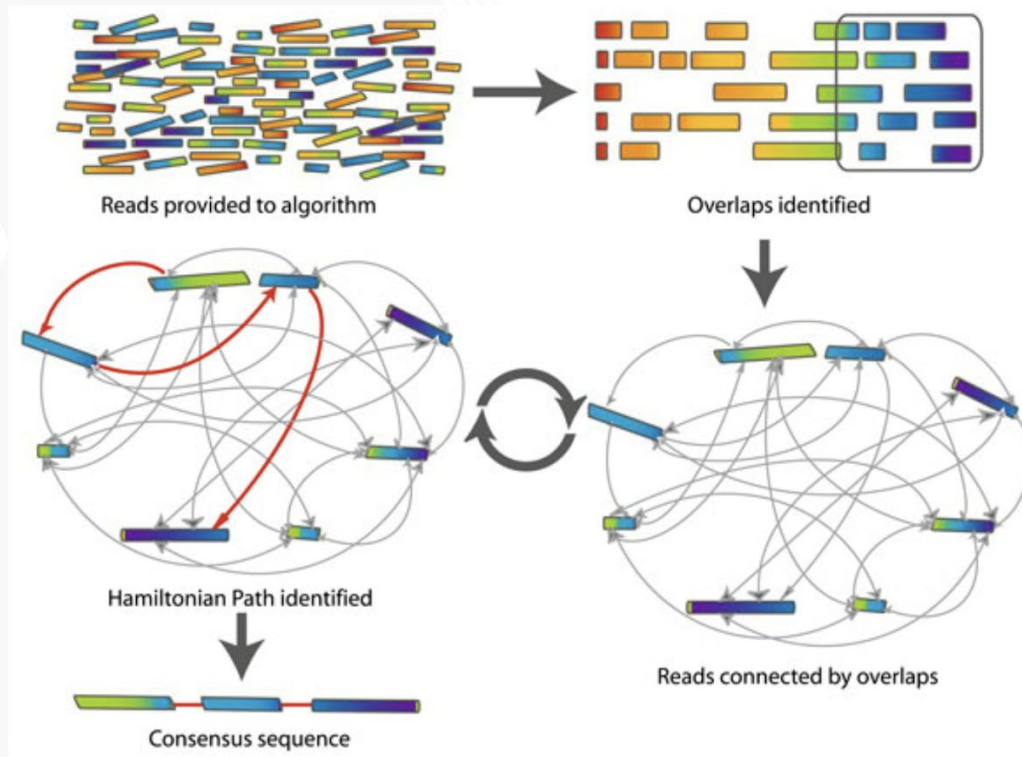 Reads provided to algorithm
Overlaps identified
Hamiltonian Path identified
Reads connected by overlaps
Consensus sequence